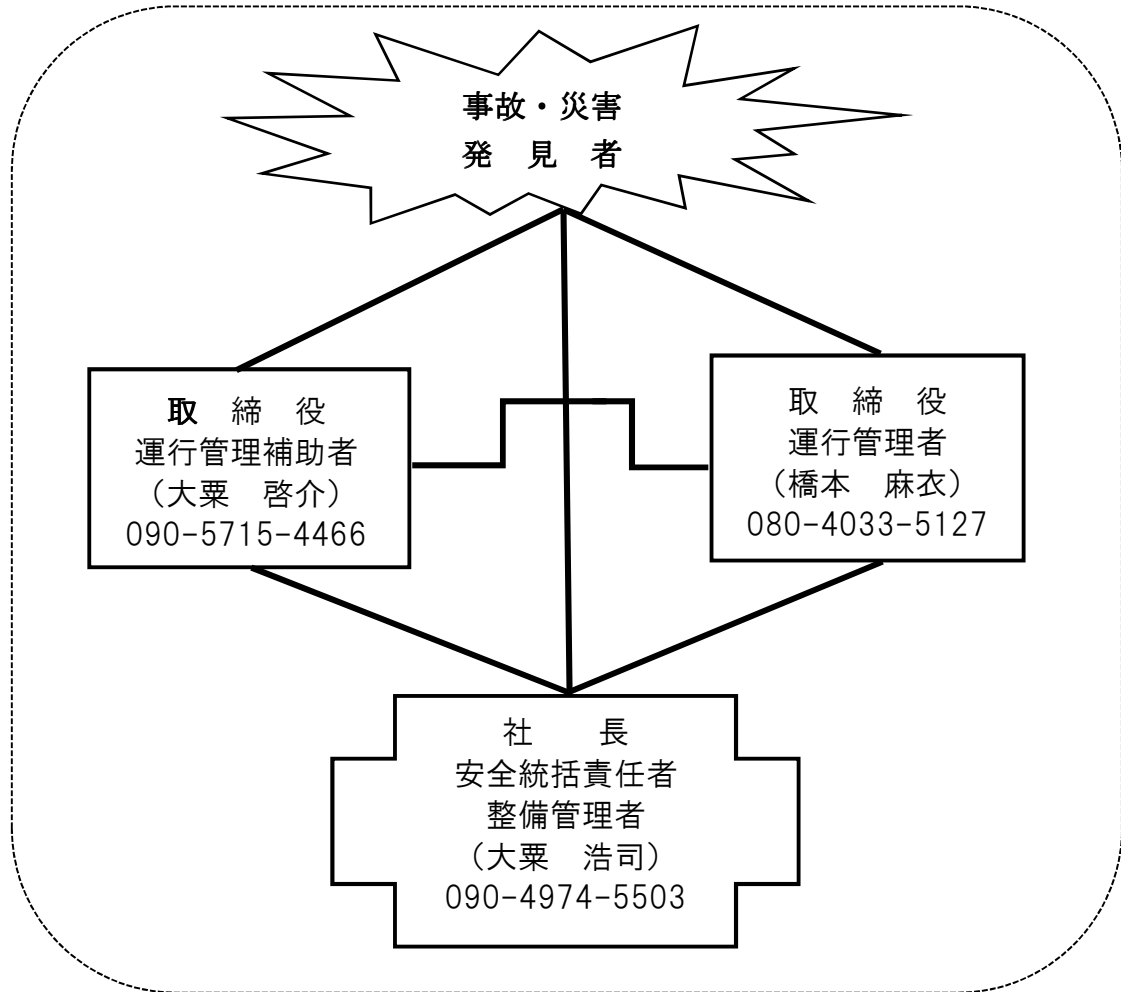 事故・災害
発　見　者
取　締　役
運行管理補助者
（大粟　啓介）
090-5715-4466
取　締　役
運行管理者
（橋本　麻衣）
080-4033-5127
社　　長
安全統括責任者
整備管理者
（大粟　浩司）
090-4974-5503